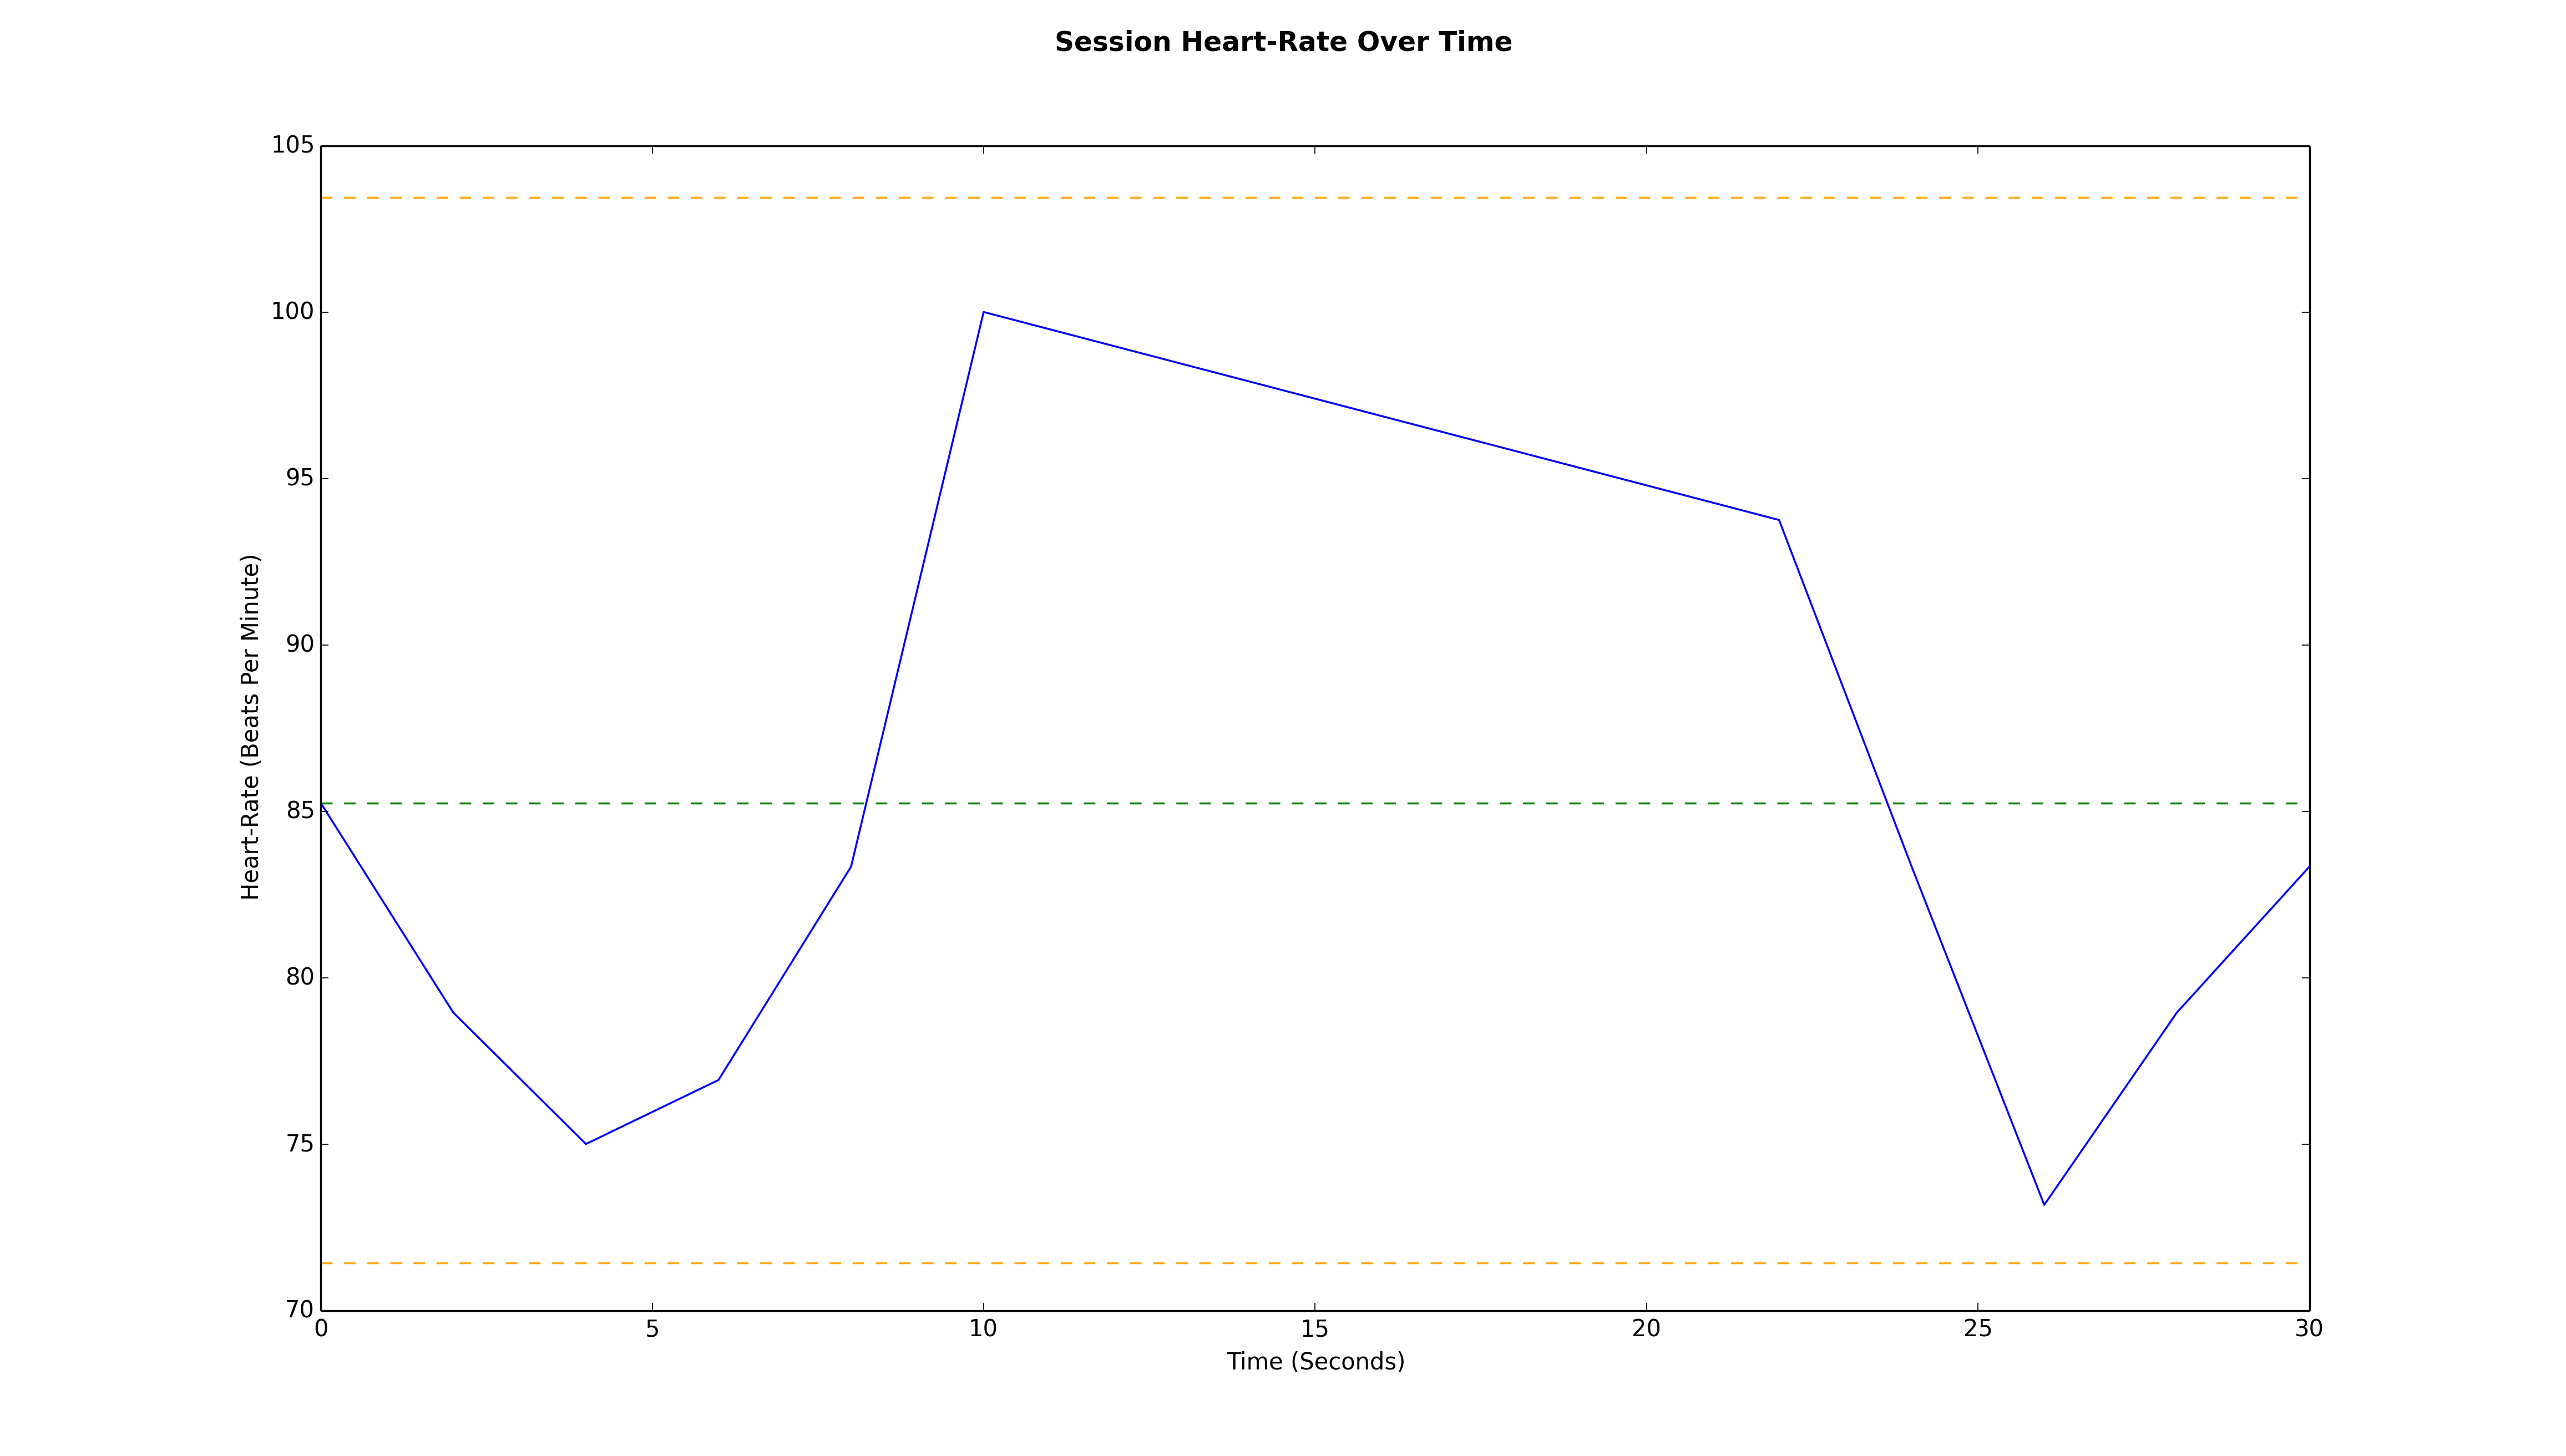 Session Heart-Rate Over Time
105
100
95
90
85
80
75
70
Heart-Rate (Beats Per Minute)
0 5 10 15 20 25 30
Time (Seconds)